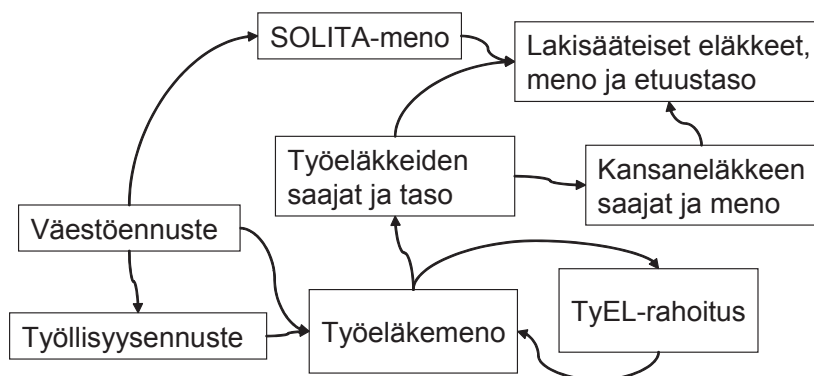 SOLITA-meno
Lakisääteiset eläkkeet,
meno ja etuustaso
Työeläkkeiden
saajat ja taso
Kansaneläkkeen
saajat ja meno
Väestöennuste
Työllisyysennuste
Työeläkemeno
TyEL-rahoitus